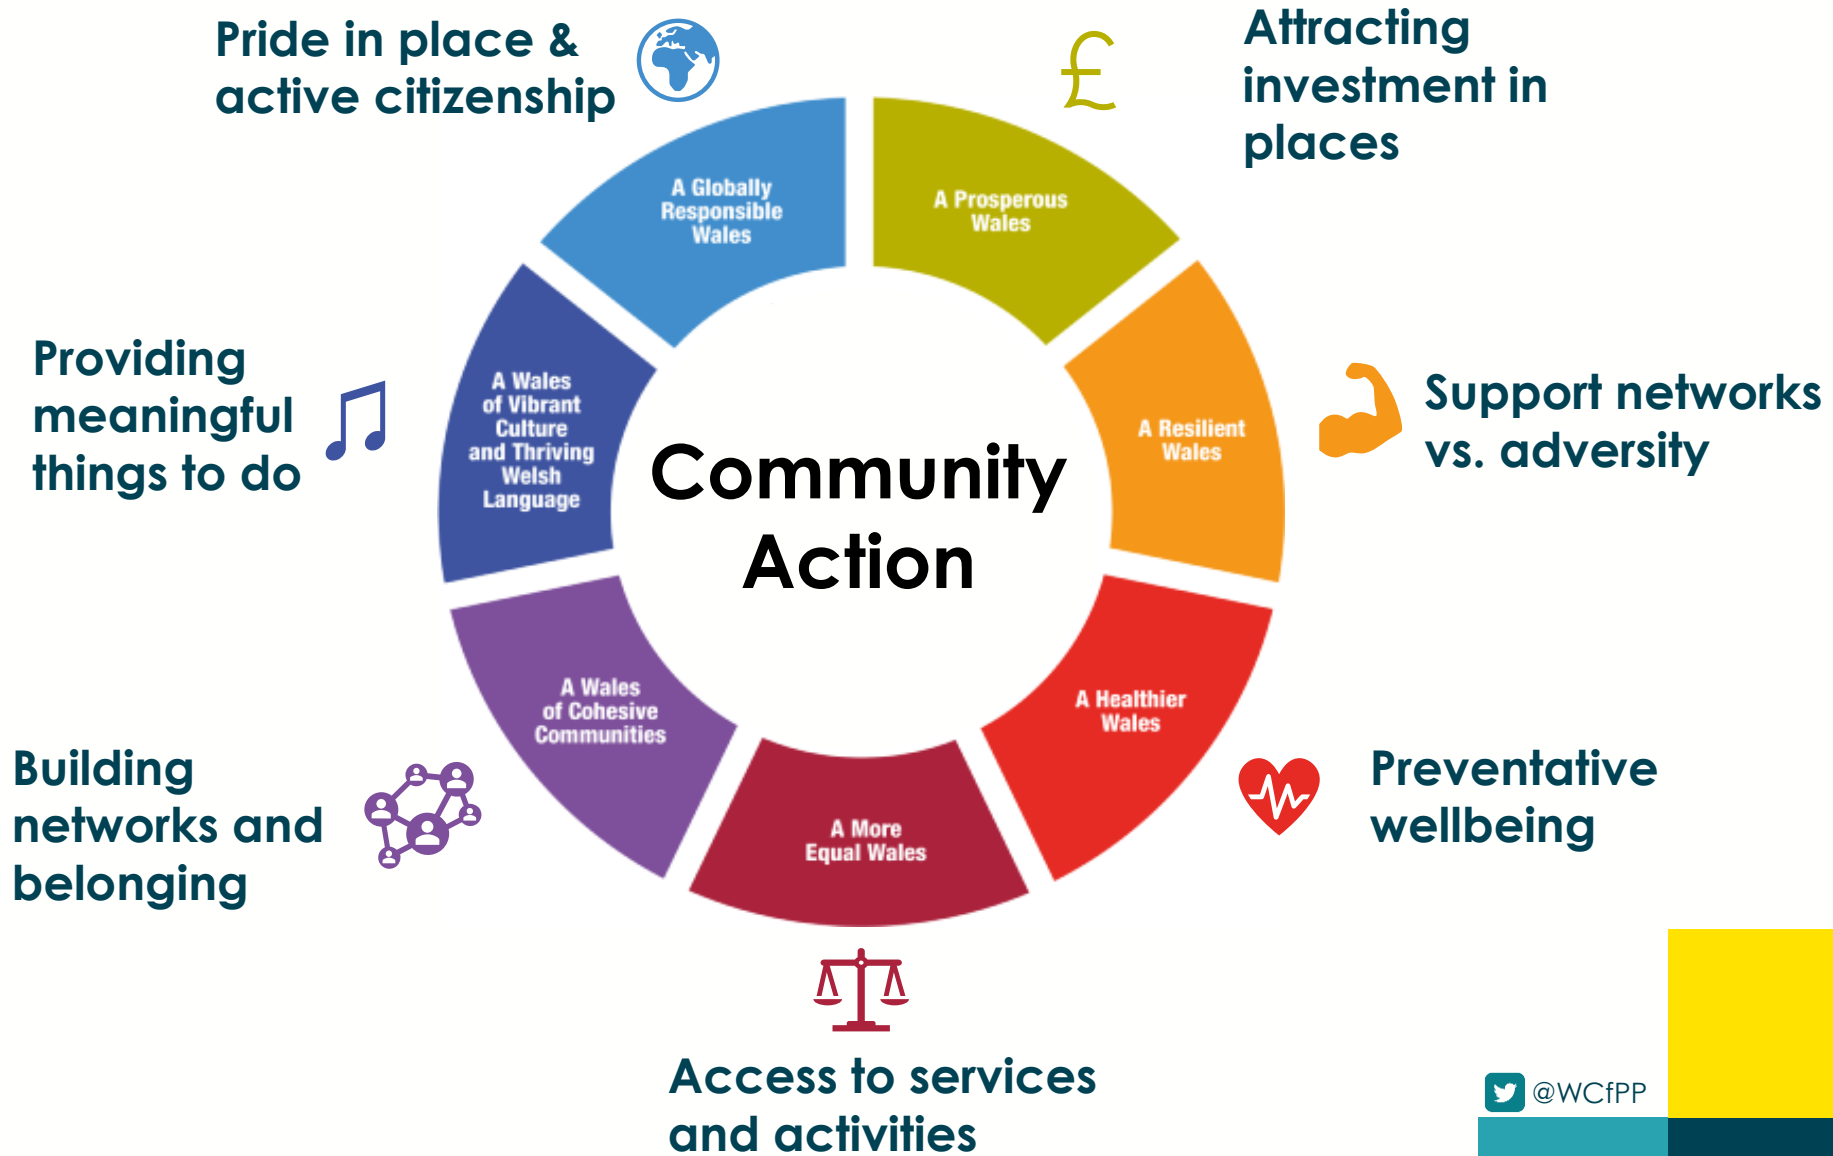 Pride in place &
active citizenship
£
Attracting
investment in
places
A Globally
Responsible
Wales
A Prosperous
Wales
Providing
meaningful
things to do
A Wales
of Vibrant
Culture
and Thriving
Welsh
Language
Community
Action
A Resilient
Wales
Support networks
vs. adversity
A Wales
of Cohesive
Communities
A Healthier
Wales
Building
networks and
belonging
A More
Equal Wales
Preventative
wellbeing
Access to services
and activities
@WCfPP